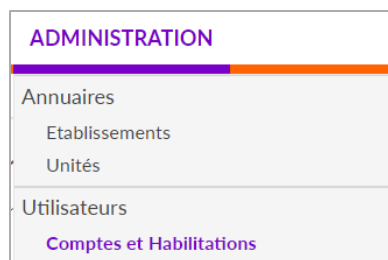 ADMINISTRATION
Annuaires
Etablissements
Unités
Utilisateurs
Comptes et Habilitations